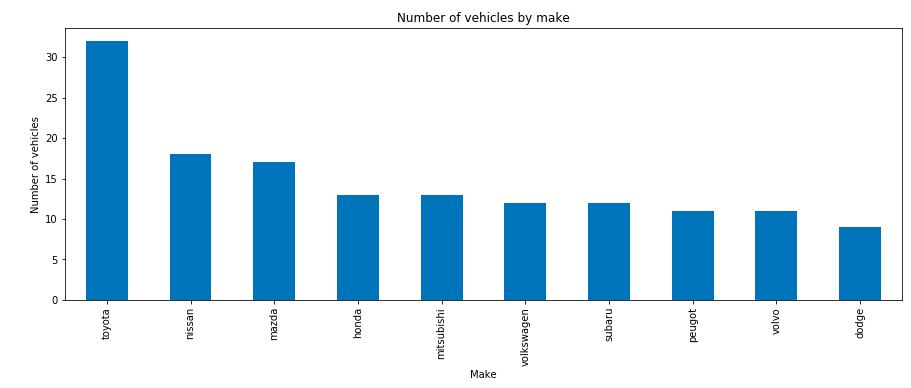 Number of vehicles by make
Number of vehicles
30
25
20
15
10
5
0
toyota
nissan
mazda
honda
mitsubishi
volkswagen
subaru
peugot
volvo
dodge
Make